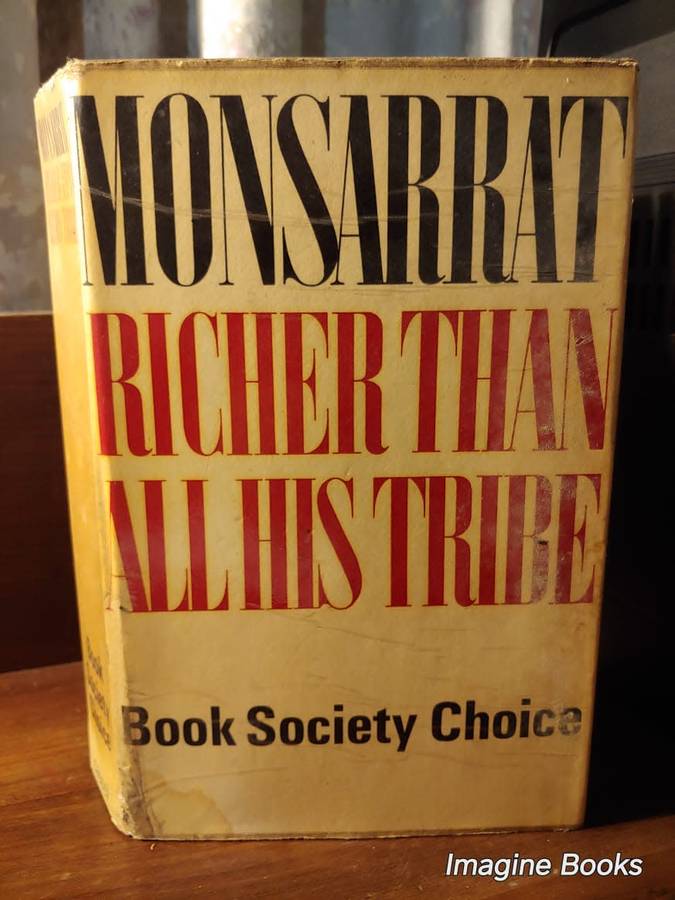 MONSARRAT
RICHER THAN
ALL HIS TRIBE
Book Society Choice
Imagine Books